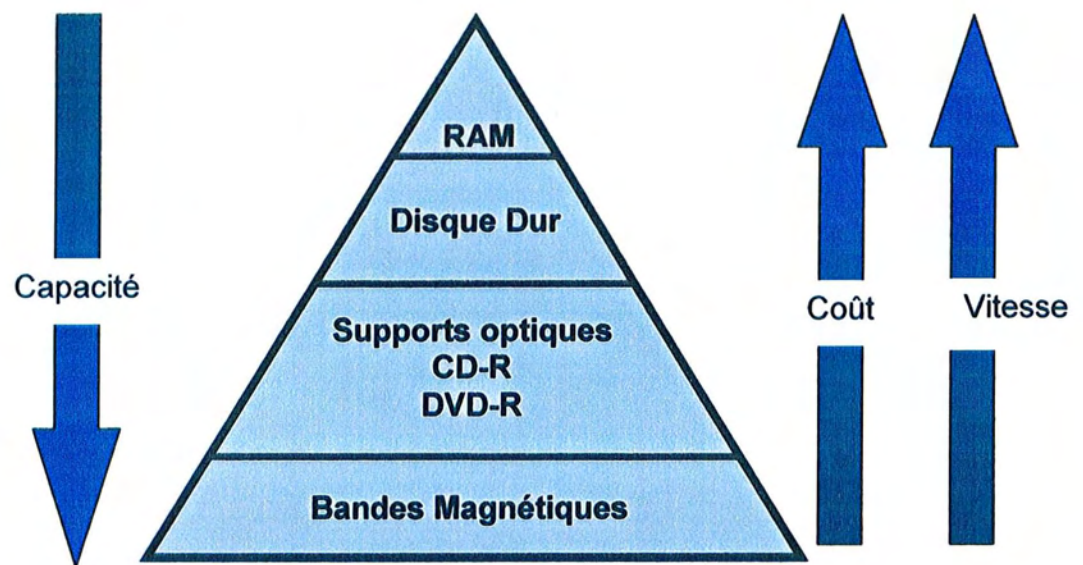 RAM
Disque Dur
Capacité
Coût
Vitesse
Supports optiques
CD-R
DVD-R
Bandes Magnétiques